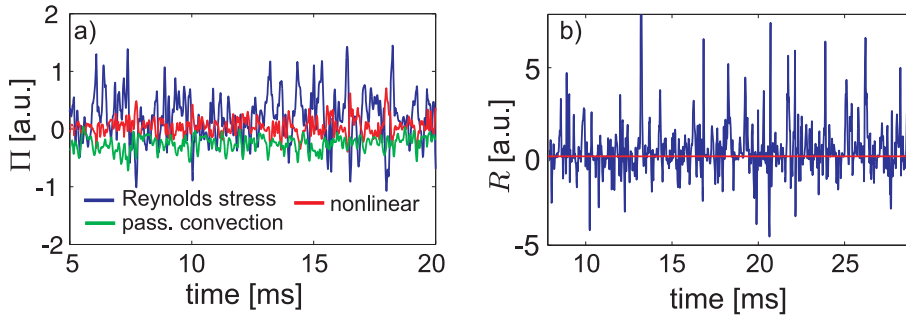 a)
Π [a.u.]
2
1
0
-1
-2
Reynolds stress
nonlinear
pass. convection
5
10
15
20
time [ms]
b)
R [a.u.]
5
0
-5
10
15
20
25
time [ms]